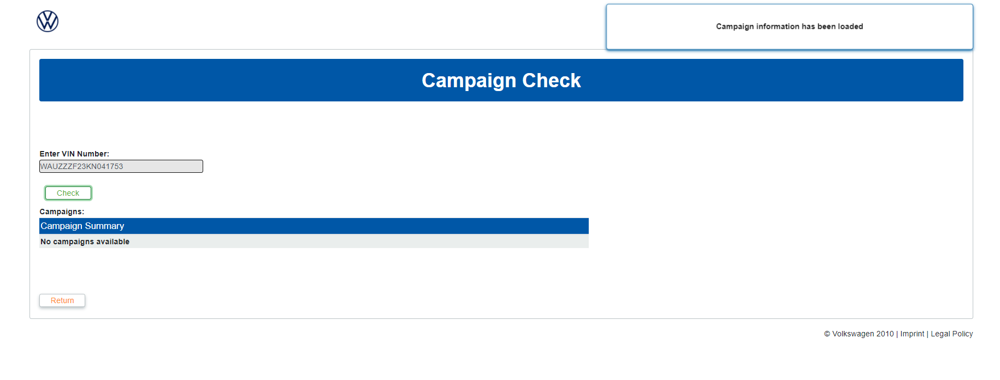 Campaign information has been loaded
Campaign Check
Enter VIN Number:
WAUZZZF23KN041753
Check
Campaigns:
Campaign Summary
No campaigns available
Return
© Volkswagen 2010 | Imprint | Legal Policy